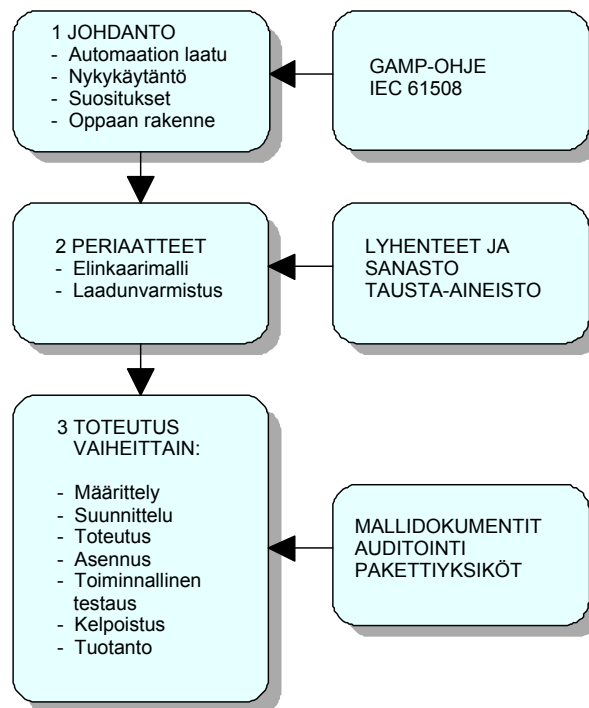 1 JOHDANTO
- Automaation laatu
- Nykykäytäntö
- Suositukset
- Oppaan rakenne
GAMP-OHJE
IEC 61508
2 PERIAATTEET
- Elinkaarimalli
- Laadunvarmistus
LYHENTEET JA
SANASTO
TAUSTA-AINEISTO
3 TOTEUTUS
VAIHEITTAIN:
- Määrittely
- Suunnittelu
- Toteutus
- Asennus
- Toiminnallinen
testaus
- Kelpoistus
- Tuotanto
MALLIDOKUMENTIT
AUDITOINTI
PAKETTIYKSIKÖT